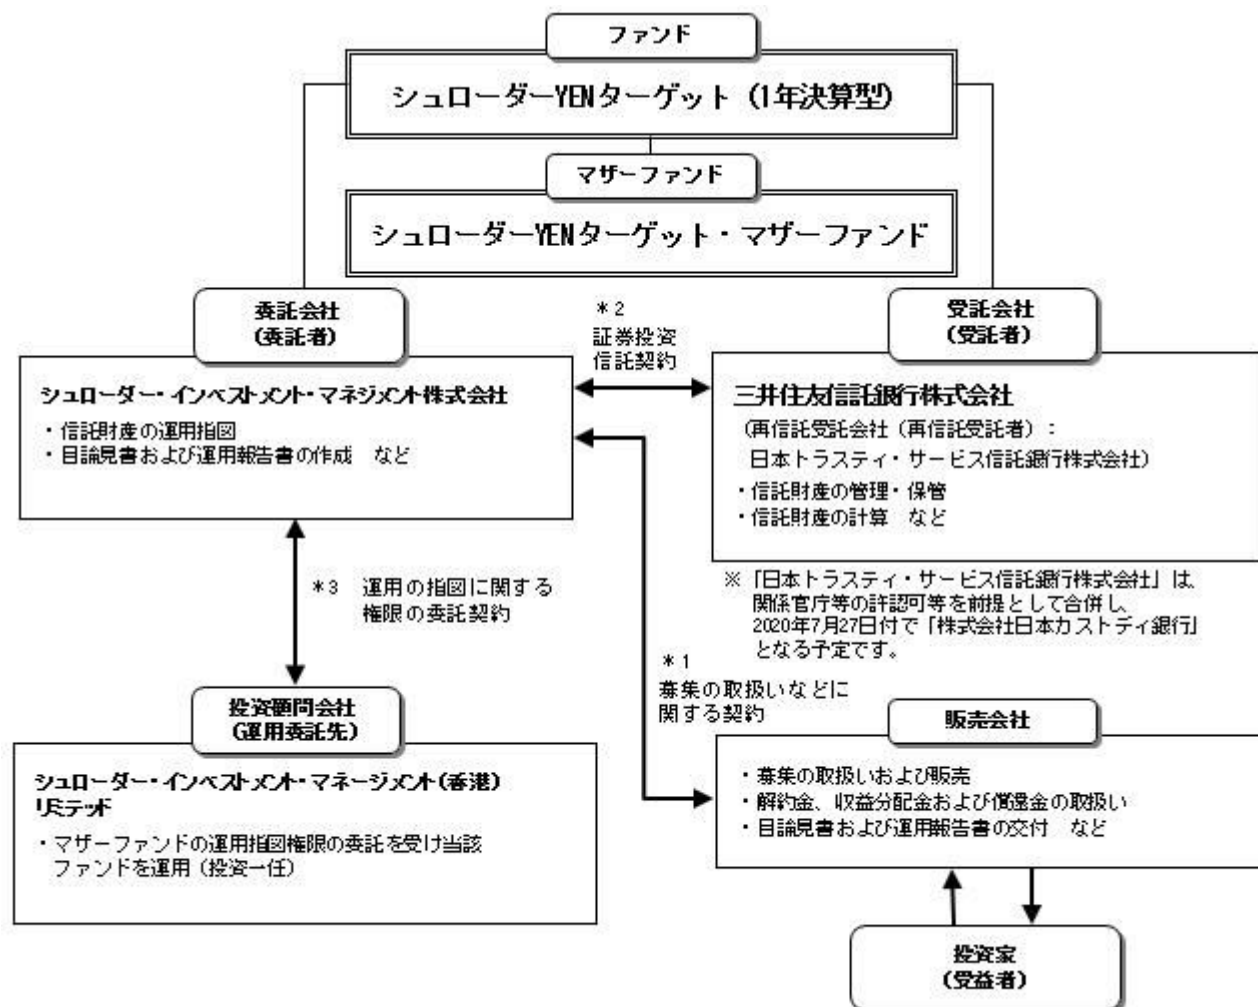 ファンド
シュローダーYENターゲット（1年決算型）
マザーファンド
シュローダーYENターゲット・マザーファンド
委託会社
（委託者）
シュローダー・インベストメント・マネジメント株式会社
・信託財産の運用指図
・目論見書および運用報告書の作成　など
＊2
証券投資
信託契約
受託会社
（受託者）
三井住友信託銀行株式会社
（再信託受託会社（再信託受託者）：
日本トラスティ・サービス信託銀行株式会社）
・信託財産の管理・保管
・信託財産の計算　など
※「日本トラスティ・サービス信託銀行株式会社」は、
関係官庁等の許認可等を前提として合併し、
2020年7月27日付で「株式会社日本カストディ銀行」
となる予定です。
＊3　運用の指図に関する
権限の委託契約
＊1
募集の取扱いなどに
関する契約
投資顧問会社
（運用委託先）
シュローダー・インベストメント・マネージメント（香港）
リミテッド
・マザーファンドの運用指図権限の委託を受け当該
ファンドを運用（投資一任）
販売会社
・募集の取扱いおよび販売
・解約金、収益分配金および償還金の取扱い
・目論見書および運用報告書の交付　など
投資家
（受益者）